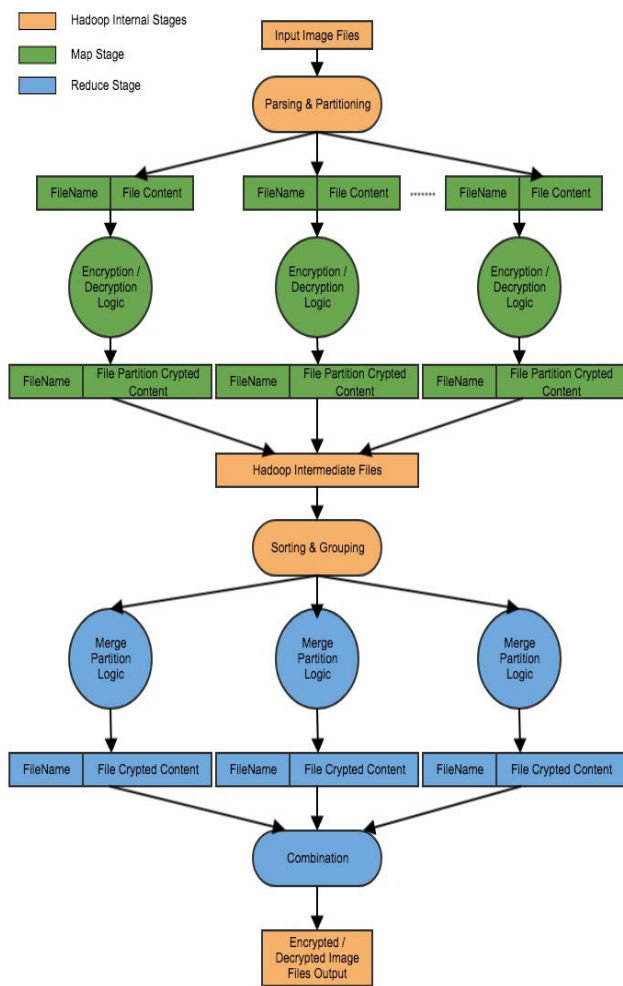 Hadoop Internal Stages
Map Stage
Reduce Stage
Input Image Files
Parsing & Partitioning
FileName File Content FileName File Content ....... FileName File Content
Encryption /
Decryption
Logic
Encryption /
Decryption
Logic
Encryption /
Decryption
Logic
FileName File Partition Crypted
Content
FileName File Partition Crypted
Content
FileName File Partition Crypted
Content
Hadoop Intermediate Files
Sorting & Grouping
Merge
Partition
Logic
Merge
Partition
Logic
Merge
Partition
Logic
FileName File Crypted Content FileName File Crypted Content FileName File Crypted Content
Combination
Encrypted /
Decrypted Image
Files Output